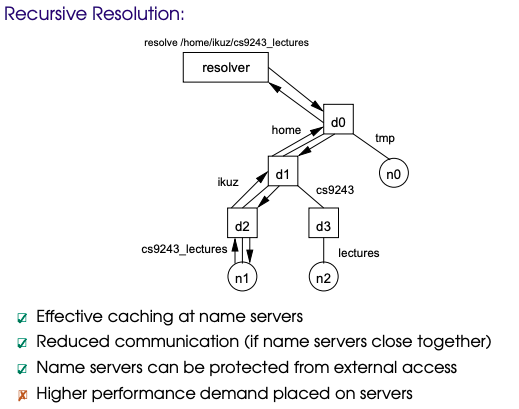 Recursive Resolution:
resolve /home/ikuz/cs9243_lectures
resolver
d0
home
tmp
d1
n0
ikuz
cs9243
d2
d3
cs9243_lectures
lectures
n1
n2
Effective caching at name servers
Reduced communication (if name servers close together)
Name servers can be protected from external access
Higher performance demand placed on servers